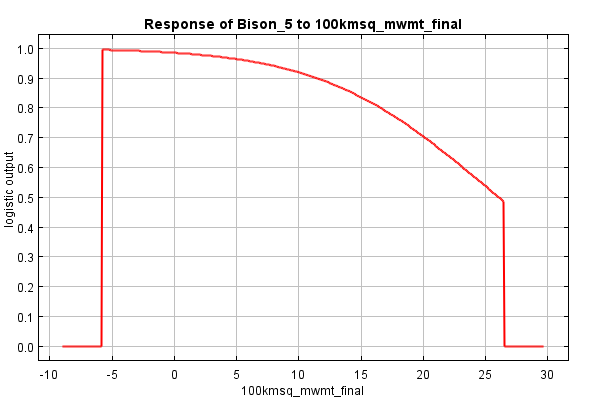 Response of Bison_5 to 100kmsq_mwmt_final
1.0
0.9
0.8
0.7
0.6
0.5
0.4
0.3
0.2
0.1
0.0
logistic output
-10 -5 0 5 10 15 20 25 30
100kmsq_mwmt_final